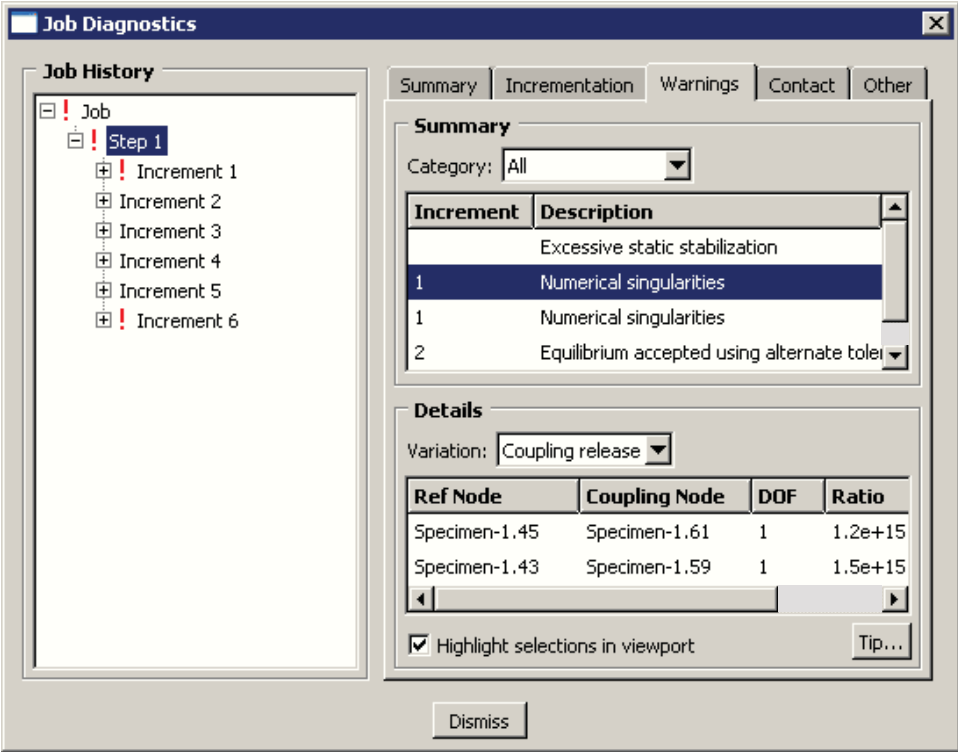 Job Diagnostics
Job History
Job
Step 1
Increment 1
Increment 2
Increment 3
Increment 4
Increment 5
Increment 6
Summary Incrementation Warnings Contact Other
Summary
Category: All
Increment Description
Excessive static stabilization
1 Numerical singularities
1 Numerical singularities
2 Equilibrium accepted using alternate toler
Details
Variation: Coupling release
Ref Node Coupling Node DOF Ratio
Specimen-1.45 Specimen-1.61 1 1.2e+15
Specimen-1.43 Specimen-1.59 1 1.5e+15
Highlight selections in viewport
Tip...
Dismiss